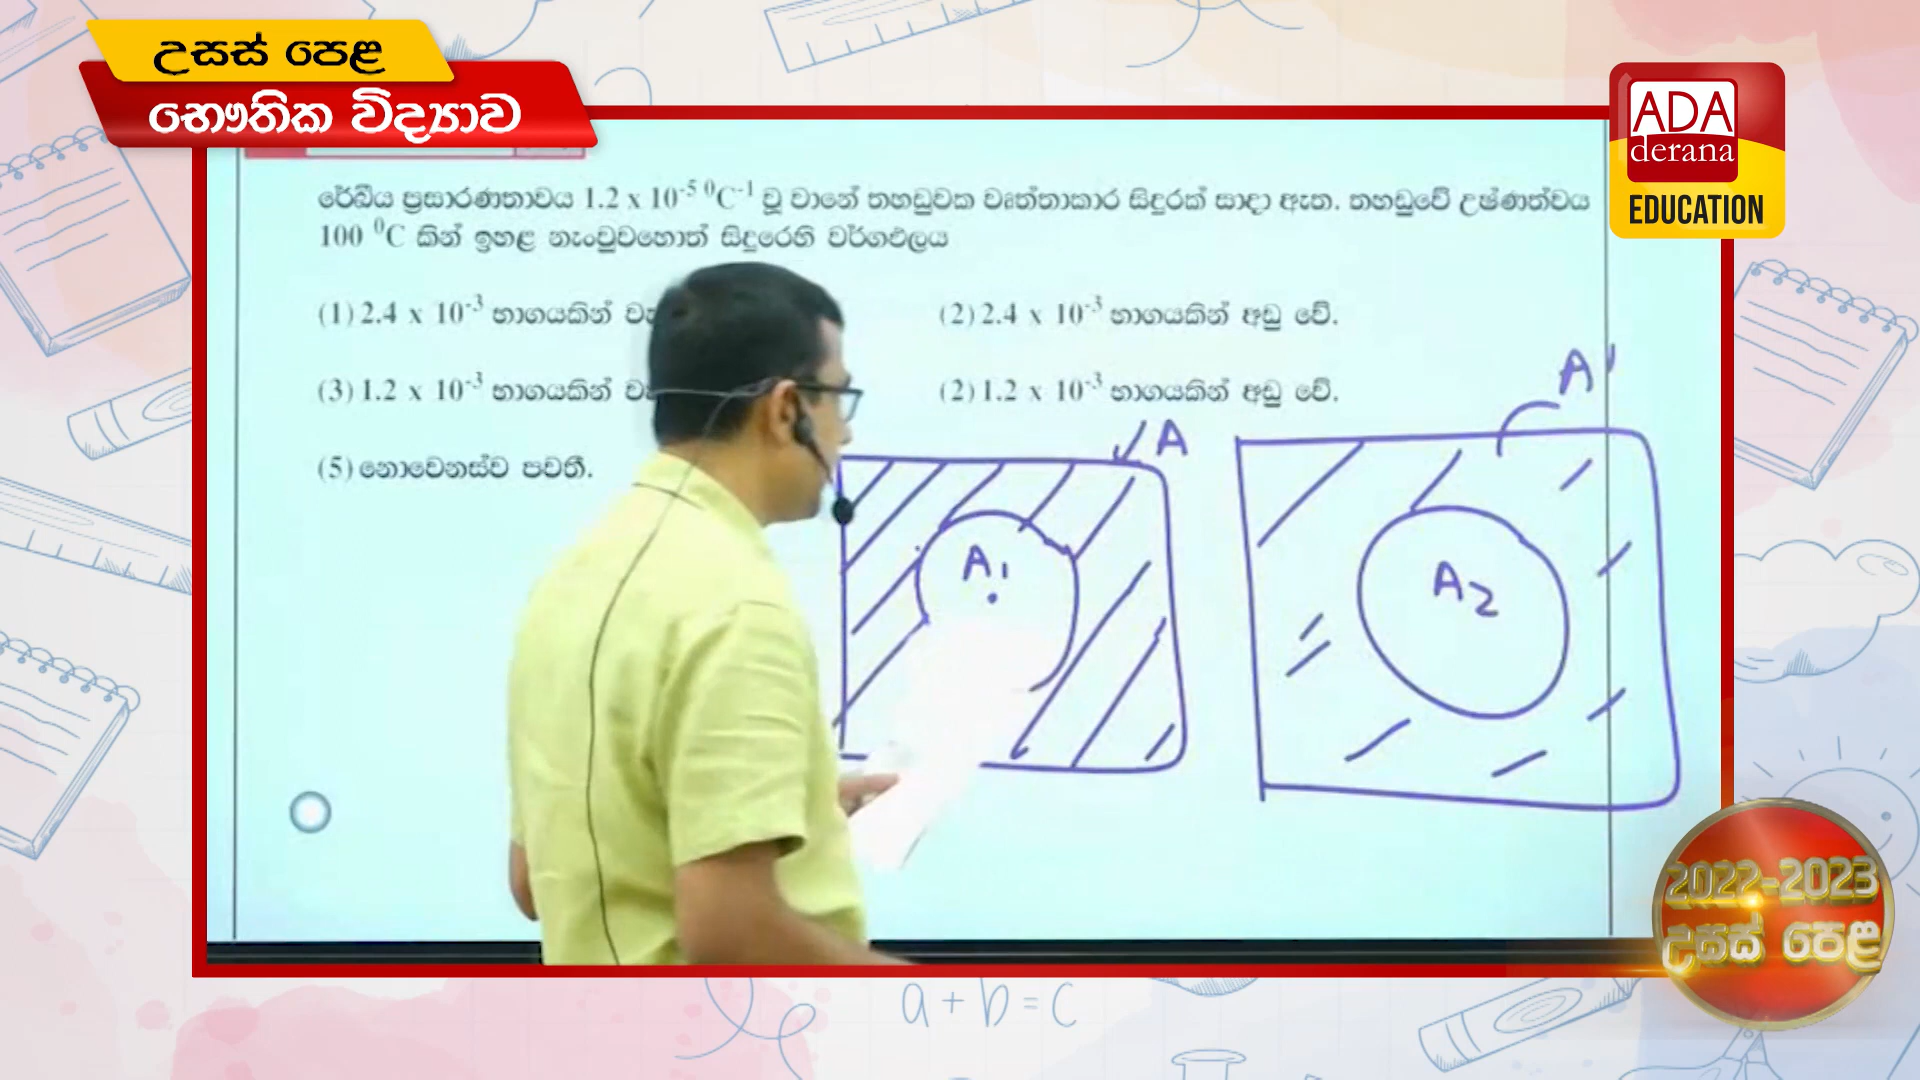 උසස් පෙළ
භෞතික විද්‍යාව
ADA
derana
EDUCATION
රේඛීය ප්‍රසාරණතාවය 1.2 x 10⁻⁵ ⁰C⁻¹ වූ වානේ තහඩුවක වෘත්තාකාර සිදුරක් සාදා ඇත. තහඩුවේ උෂ්ණත්වය
100 ⁰C කින් ඉහළ නැංවුවහොත් සිදුරෙහි වර්ගඵලය
(1) 2.4 x 10⁻³ භාගයකින්
(2) 2.4 x 10⁻³ භාගයකින් අඩු වේ.
(3) 1.2 x 10⁻³ භාගයකින්
(2) 1.2 x 10⁻³ භාගයකින් අඩු වේ.
(5) නොවෙනස්ව පවතී.
A
A'
A₁
A₂
2022-2023
උසස් පෙළ
a + b = c